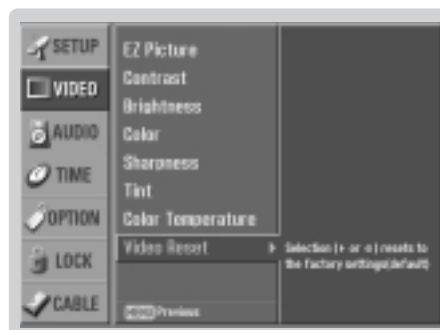 SETUP
VIDEO
AUDIO
TIME
OPTION
LOCK
CABLE
EZ Picture
Contrast
Brightness
Color
Sharpness
Tint
Color Temperature
Video Reset
Selection (+ or -) resets to
the factory settings(default)
MENU Previous